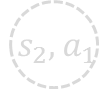 s₂, a₁